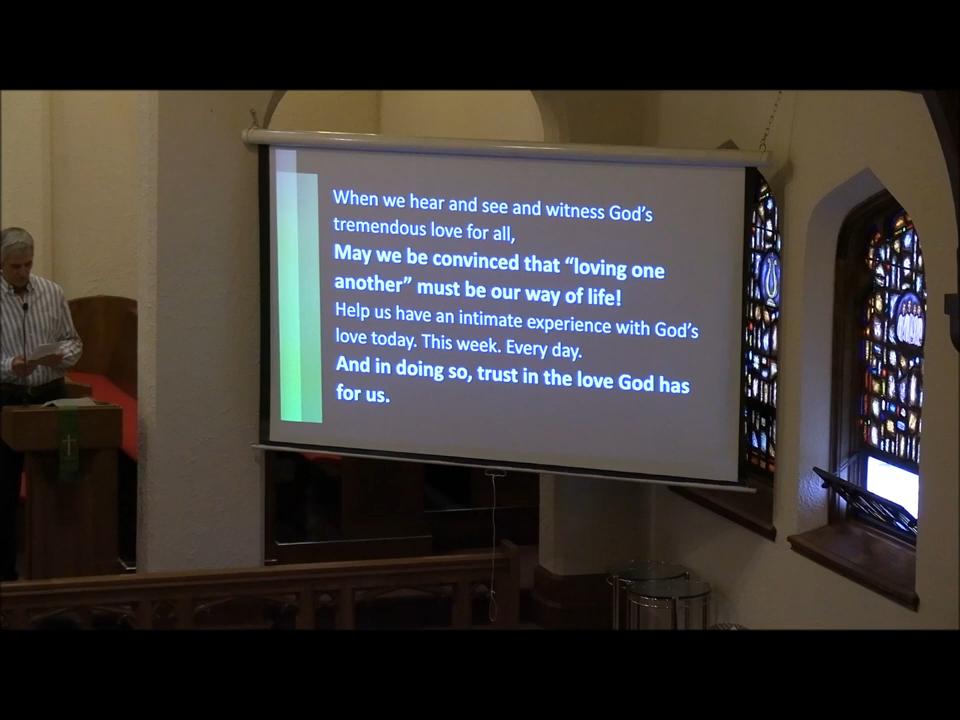 When we hear and see and witness God’s
tremendous love for all,
May we be convinced that “loving one
another” must be our way of life!
Help us have an intimate experience with God’s
love today. This week. Every day.
And in doing so, trust in the love God has
for us.